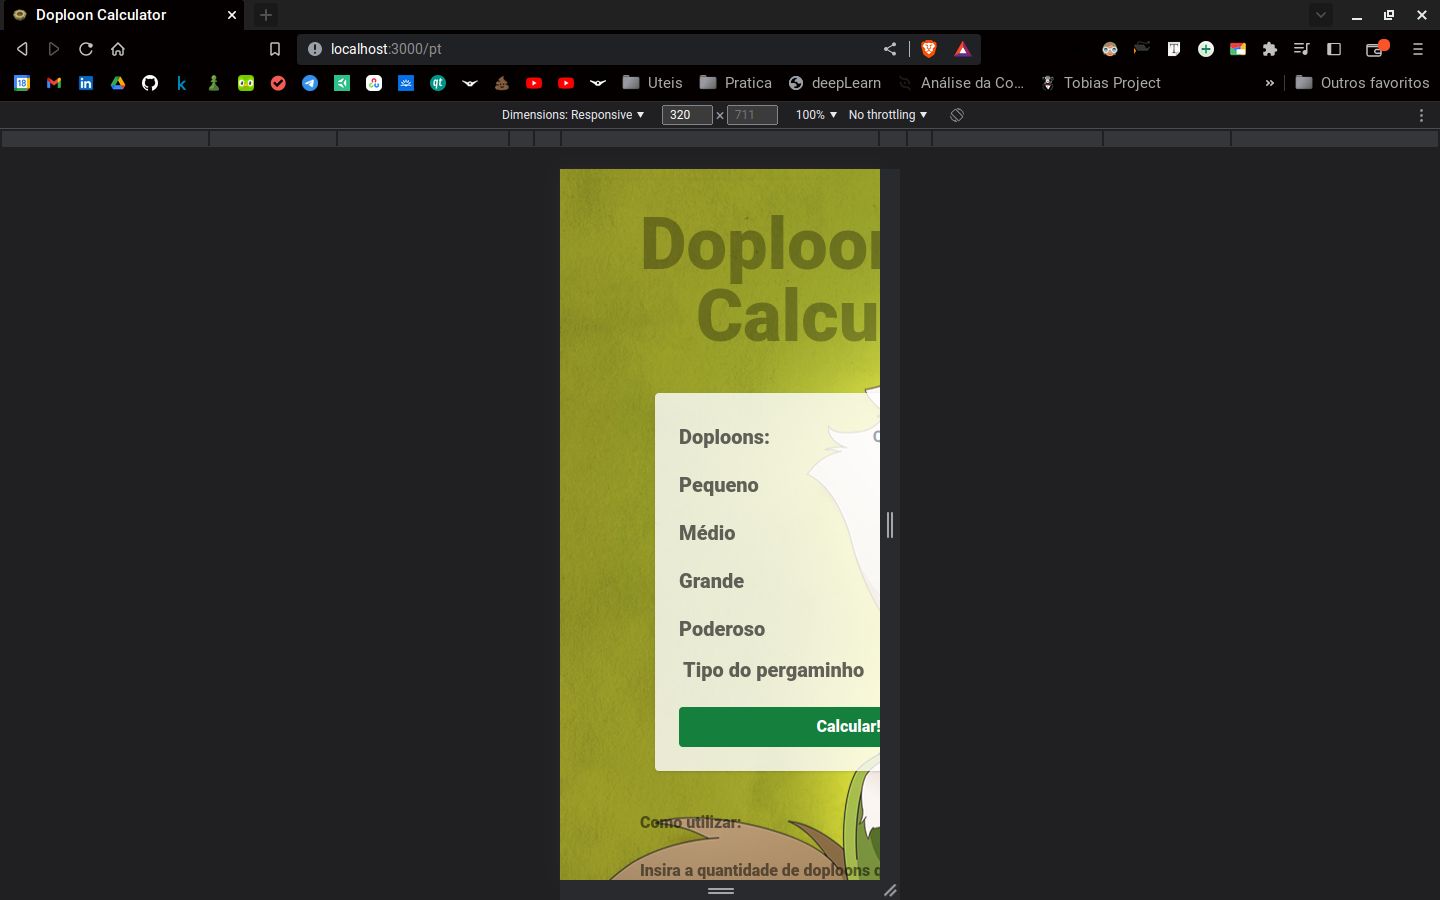 Doploon Calculator
localhost:3000/pt
Uteis
Pratica
deepLearn
Análise da Co...
Tobias Project
»
Outros favoritos
Dimensions: Responsive
320 × 711
100%
No throttling
Doploon
Calcu
Doploons:
Pequeno
Médio
Grande
Poderoso
Tipo do pergaminho
Calcular!
Como utilizar:
Insira a quantidade de doploons